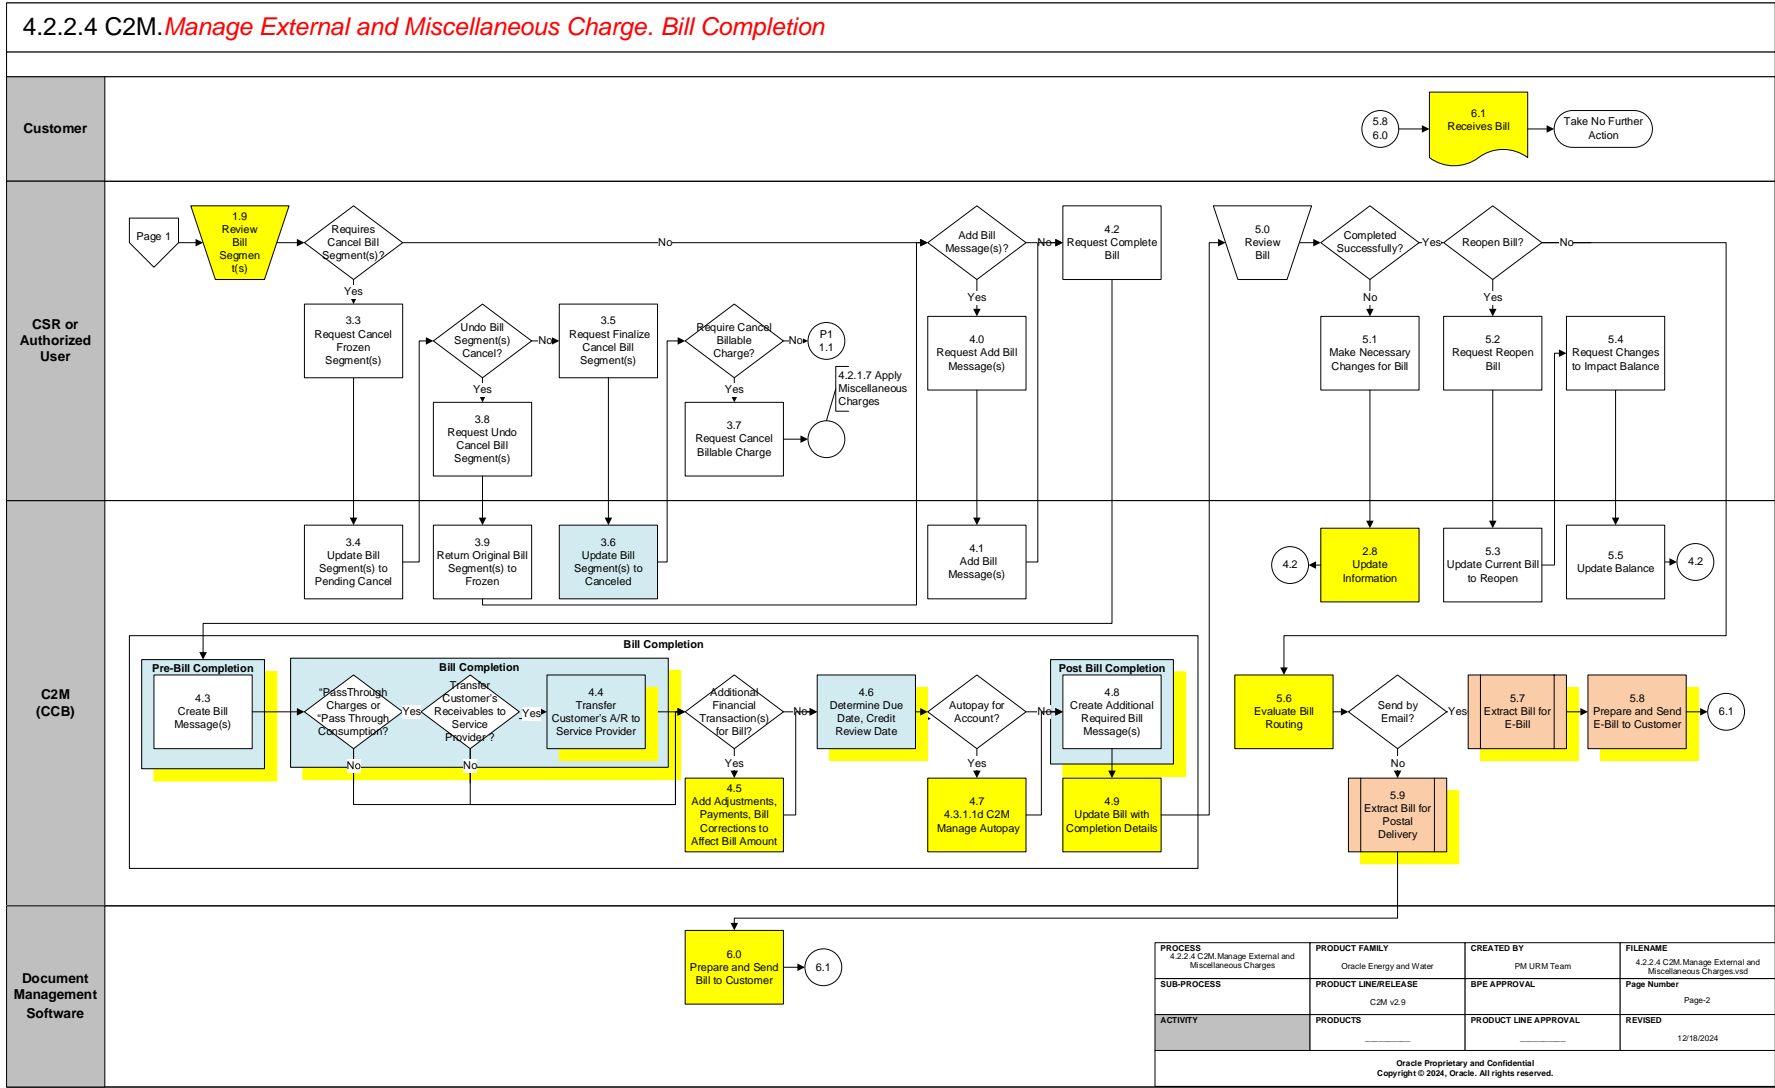 4.2.2.4 C2M.Manage External and Miscellaneous Charge. Bill Completion
Customer
5.8
6.0
6.1
Receives Bill
Take No Further
Action
CSR or
Authorized
User
Page 1
1.9
Review
Bill
Segmen
t(s)
Requires
Cancel Bill
Segment(s)?
No
Yes
3.3
Request Cancel
Frozen
Segment(s)
Undo Bill
Segment(s)
Cancel?
No
Yes
3.8
Request Undo
Cancel Bill
Segment(s)
3.5
Request Finalize
Cancel Bill
Segment(s)
Require Cancel
Billable
Charge?
No
P1
1.1
Yes
3.7
Request Cancel
Billable Charge
4.2.1.7 Apply
Miscellaneous
Charges
Add Bill
Message(s)?
No
Yes
4.0
Request Add Bill
Message(s)
4.2
Request Complete
Bill
5.0
Review
Bill
Completed
Successfully?
Yes
No
5.1
Make Necessary
Changes for Bill
Reopen Bill?
No
Yes
5.2
Request Reopen
Bill
5.4
Request Changes
to Impact Balance
C2M
(CCB)
3.4
Update Bill
Segment(s) to
Pending Cancel
3.9
Return Original Bill
Segment(s) to
Frozen
3.6
Update Bill
Segment(s) to
Canceled
4.1
Add Bill
Message(s)
4.2
2.8
Update
Information
5.3
Update Current Bill
to Reopen
5.5
Update Balance
4.2
Bill Completion
Pre-Bill Completion
4.3
Create Bill
Message(s)
Bill Completion
"PassThrough
Charges or
"Pass Through
Consumption?
Yes
No
Transfer
Customer's
Receivables to
Service
Provider ?
Yes
No
4.4
Transfer
Customer's A/R to
Service Provider
Additional
Financial
Transaction(s)
for Bill?
No
Yes
4.5
Add Adjustments,
Payments, Bill
Corrections to
Affect Bill Amount
4.6
Determine Due
Date, Credit
Review Date
Autopay for
Account?
No
Yes
4.7
4.3.1.1d C2M
Manage Autopay
Post Bill Completion
4.8
Create Additional
Required Bill
Message(s)
4.9
Update Bill with
Completion Details
5.6
Evaluate Bill
Routing
Send by
Email?
Yes
No
5.7
Extract Bill for
E-Bill
5.8
Prepare and Send
E-Bill to Customer
6.1
5.9
Extract Bill for
Postal
Delivery
Document
Management
Software
6.0
Prepare and Send
Bill to Customer
6.1
PROCESS
4.2.2.4 C2M.Manage External and
Miscellaneous Charges
PRODUCT FAMILY
Oracle Energy and Water
CREATED BY
PM URM Team
FILENAME
4.2.2.4 C2M.Manage External and
Miscellaneous Charges.vsd
SUB-PROCESS
PRODUCT LINE/RELEASE
C2M v2.9
BPE APPROVAL
Page Number
Page-2
ACTIVITY
PRODUCTS
__________
PRODUCT LINE APPROVAL
__________
REVISED
12/18/2024
Oracle Proprietary and Confidential
Copyright © 2024, Oracle. All rights reserved.